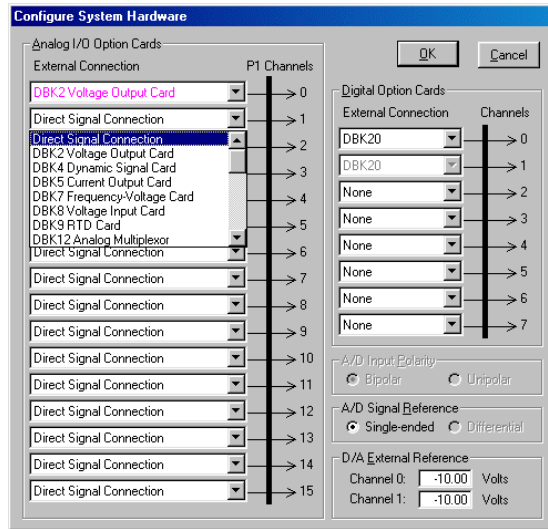 Configure System Hardware
Analog I/O Option Cards
External Connection P1 Channels
DBK2 Voltage Output Card 0
Direct Signal Connection 1
Direct Signal Connection 2
DBK2 Voltage Output Card
DBK4 Dynamic Signal Card 3
DBK5 Current Output Card
DBK7 Frequency-Voltage Card 4
DBK8 Voltage Input Card
DBK9 RTD Card 5
DBK12 Analog Multiplexor
Direct Signal Connection 6
Direct Signal Connection 7
Direct Signal Connection 8
Direct Signal Connection 9
Direct Signal Connection 10
Direct Signal Connection 11
Direct Signal Connection 12
Direct Signal Connection 13
Direct Signal Connection 14
Direct Signal Connection 15
OK Cancel
Digital Option Cards
External Connection Channels
DBK20 0
DBK20 1
None 2
None 3
None 4
None 5
None 6
None 7
A/D Input Polarity
Bipolar Unipolar
A/D Signal Reference
Single-ended Differential
D/A External Reference
Channel 0: -10.00 Volts
Channel 1: -10.00 Volts